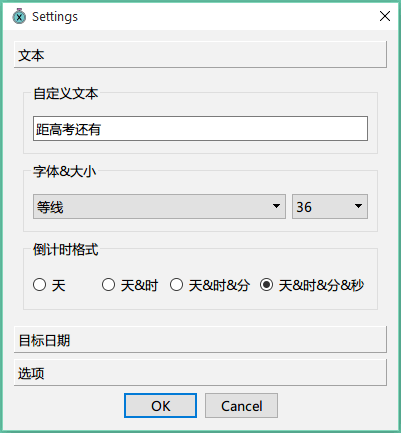 Settings
文本
自定义文本
距高考还有
字体&大小
等线 36
倒计时格式
天 天&时 天&时&分 天&时&分&秒
目标日期
选项
OK Cancel